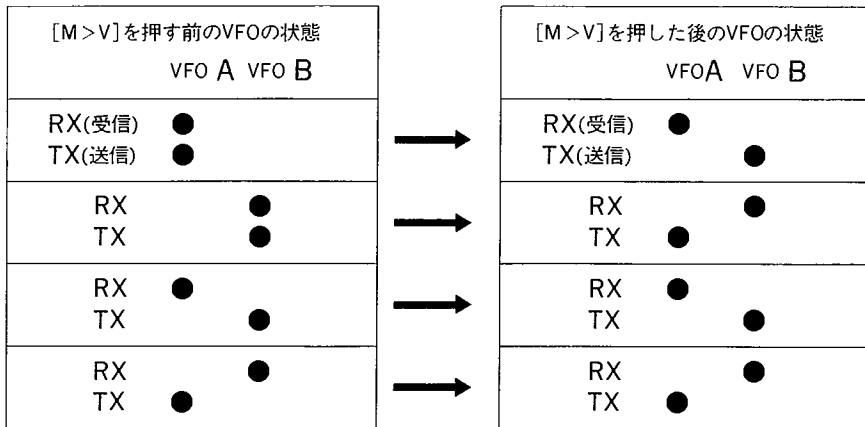 [M>V]を押す前のVFOの状態
VFO A VFO B
RX(受信)
TX(送信)
RX
TX
RX
TX
RX
TX
[M>V]を押した後のVFOの状態
VFO A VFO B
RX(受信)
TX(送信)
RX
TX
RX
TX
RX
TX